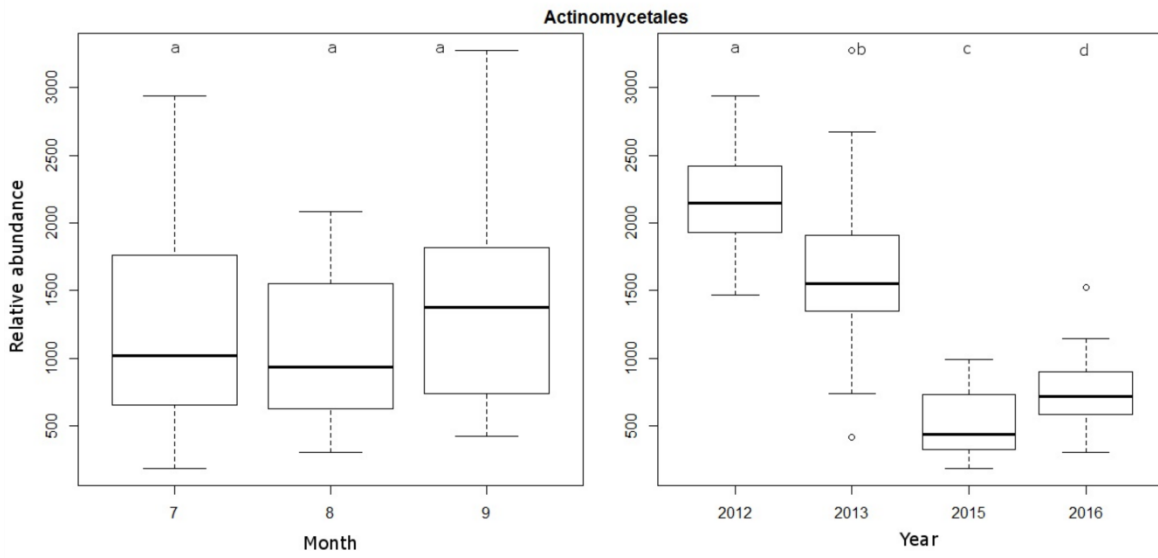 Actinomycetales
Relative abundance
a a a
3000
2500
2000
1500
1000
500
7 8 9
Month
a b c d
3000
2500
2000
1500
1000
500
2012 2013 2015 2016
Year